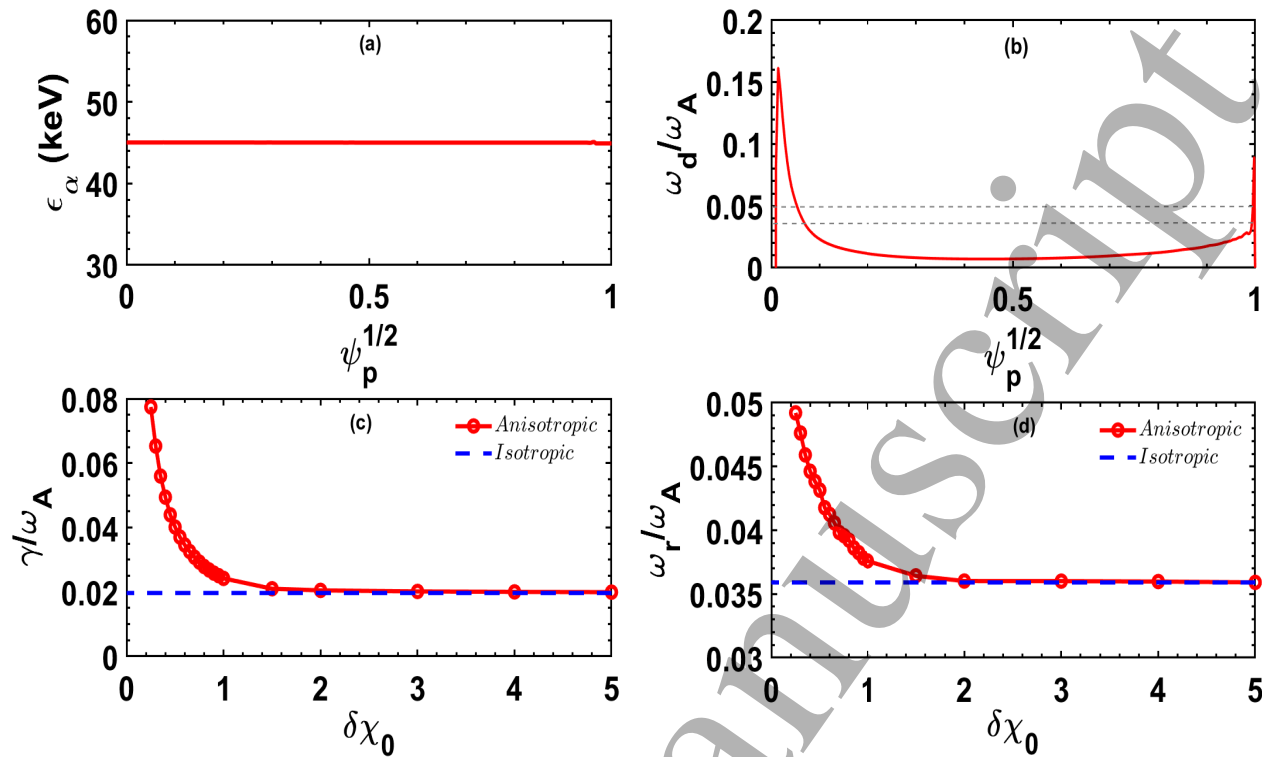 60
50
40
30
0
0.5
1
ϵ_α (keV)
(a)
ψ_p^{1/2}
0.2
0.15
0.1
0.05
0
0
0.5
1
ω_d/ω_A
(b)
ψ_p^{1/2}
0.08
0.06
0.04
0.02
0
0
1
2
3
4
5
γ/ω_A
(c)
Anisotropic
Isotropic
δχ_0
0.05
0.045
0.04
0.035
0.03
0
1
2
3
4
5
ω_r/ω_A
(d)
Anisotropic
Isotropic
δχ_0
anuscript